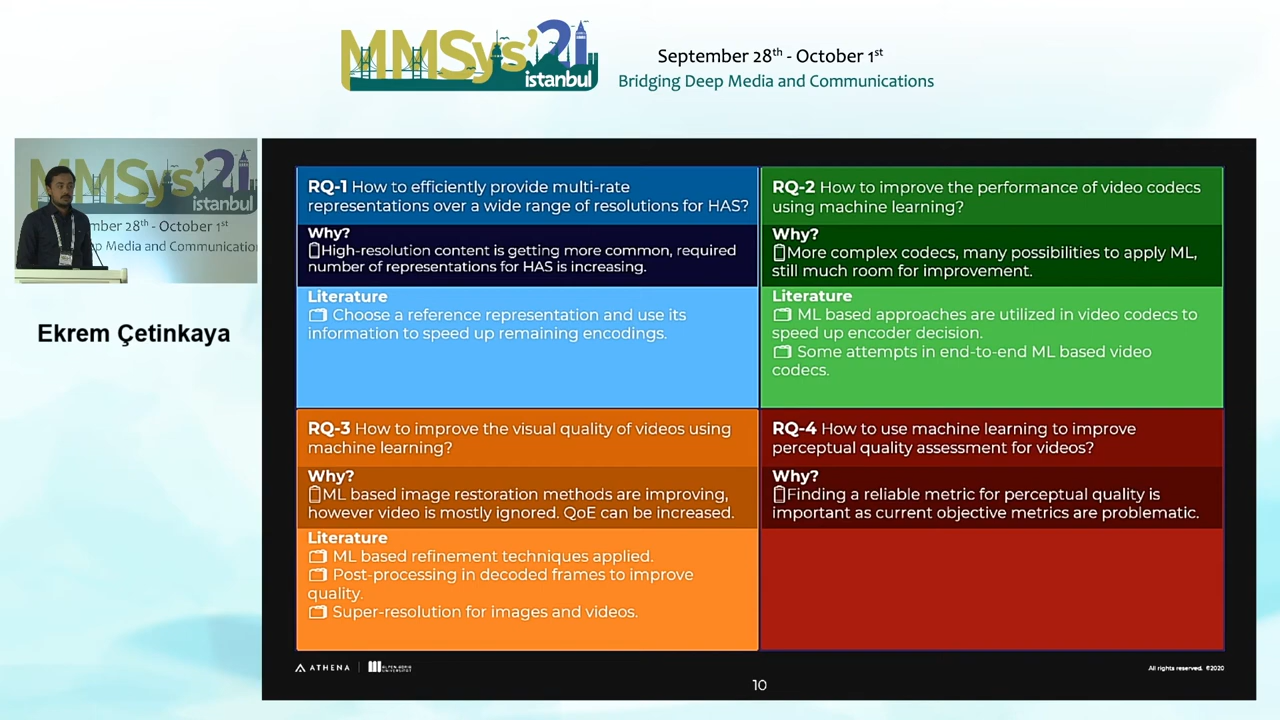 MMSys'21
istanbul
September 28th - October 1st
Bridging Deep Media and Communications
MMSys'21
istanbul
mber 28th - October 1st
ep Media and Communication
Ekrem Çetinkaya
RQ-1 How to efficiently provide multi-rate
representations over a wide range of resolutions for HAS?
Why?
High-resolution content is getting more common, required
number of representations for HAS is increasing.
Literature
Choose a reference representation and use its
information to speed up remaining encodings.
RQ-2 How to improve the performance of video codecs
using machine learning?
Why?
More complex codecs, many possibilities to apply ML,
still much room for improvement.
Literature
ML based approaches are utilized in video codecs to
speed up encoder decision.
Some attempts in end-to-end ML based video
codecs.
RQ-3 How to improve the visual quality of videos using
machine learning?
Why?
ML based image restoration methods are improving,
however video is mostly ignored. QoE can be increased.
Literature
ML based refinement techniques applied.
Post-processing in decoded frames to improve
quality.
Super-resolution for images and videos.
RQ-4 How to use machine learning to improve
perceptual quality assessment for videos?
Why?
Finding a reliable metric for perceptual quality is
important as current objective metrics are problematic.
ATHENA
ALPEN-ADRIA
UNIVERSITÄT
All rights reserved. ©2020
10